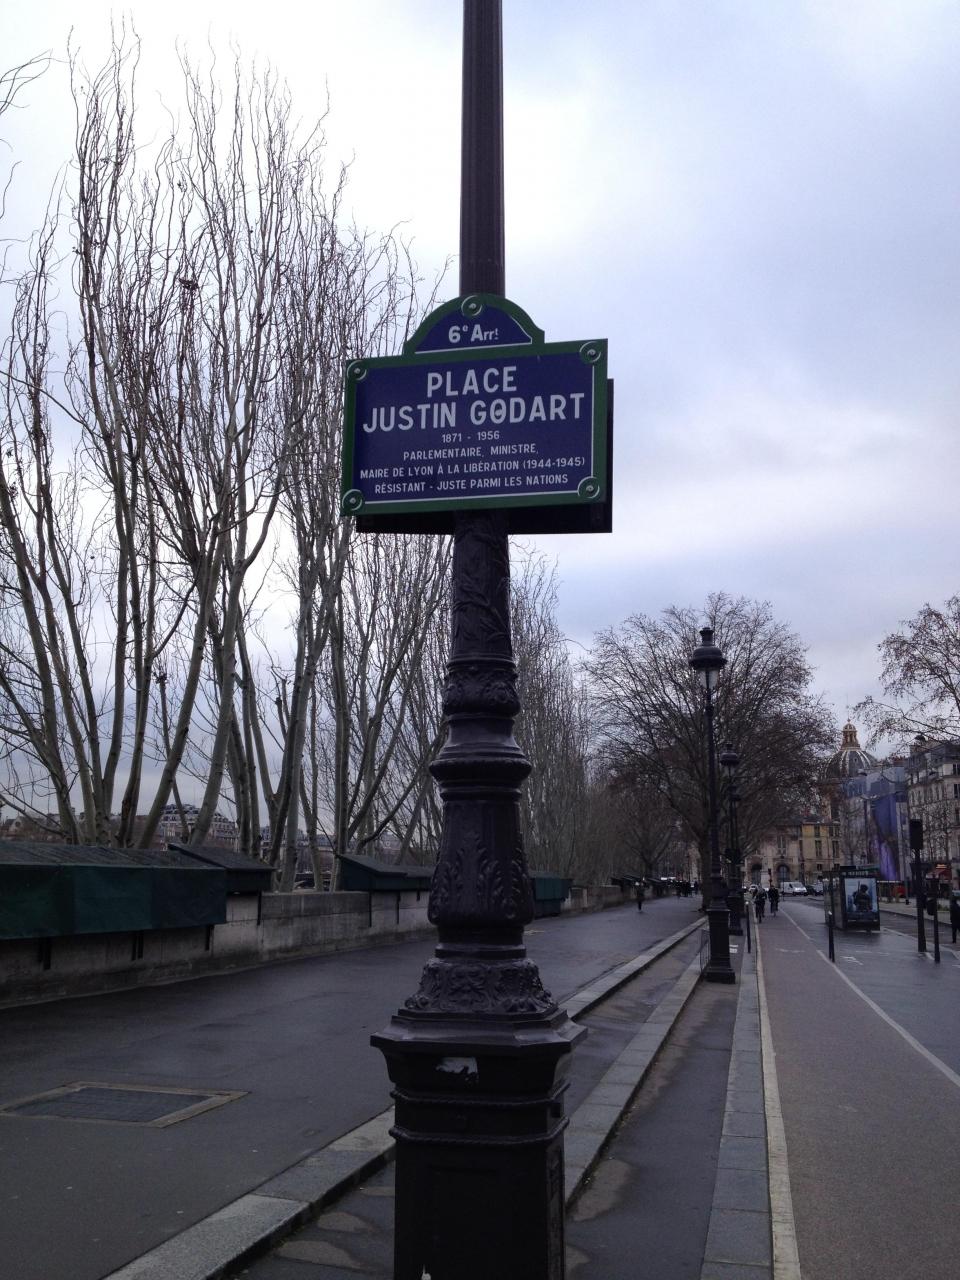 6e Arrt
PLACE
JUSTIN GODART
1871 - 1956
PARLEMENTAIRE, MINISTRE,
MAIRE DE LYON À LA LIBÉRATION (1944-1945)
RÉSISTANT - JUSTE PARMI LES NATIONS